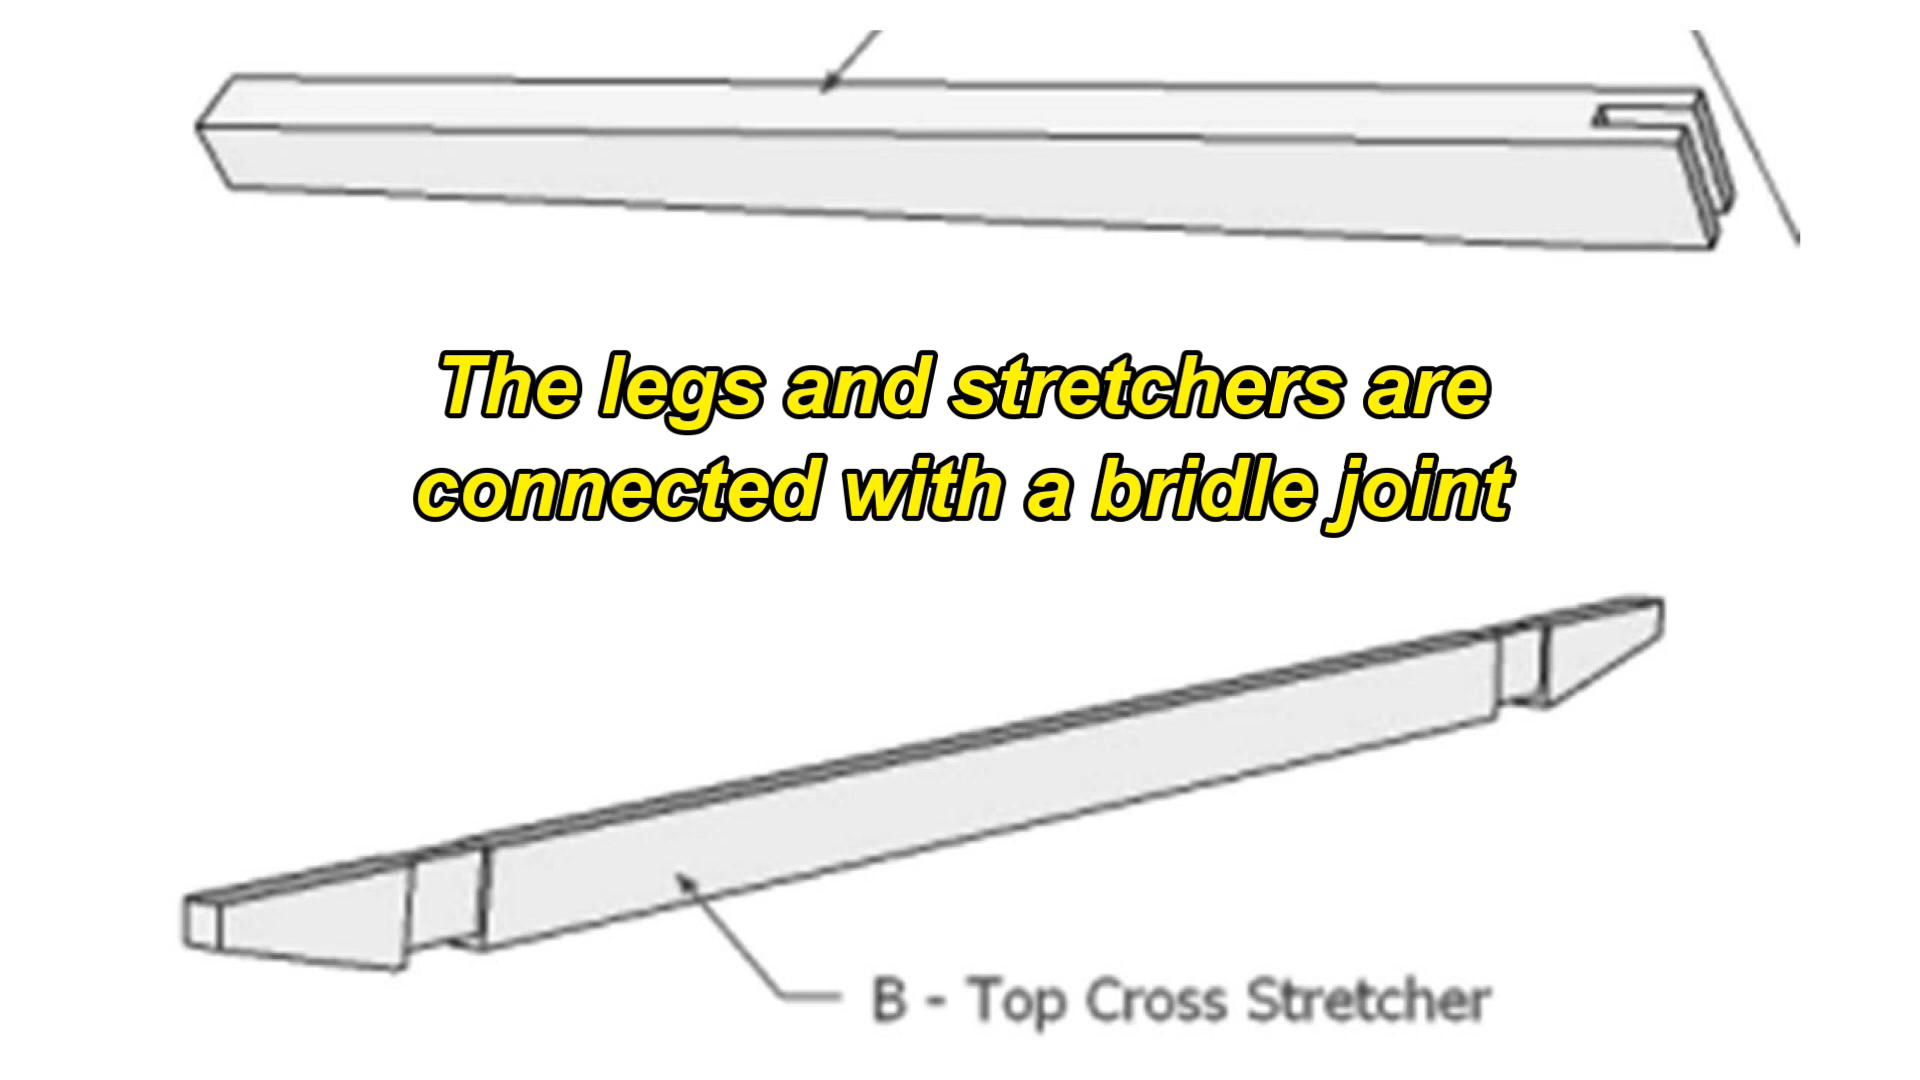 The legs and stretchers are
connected with a bridle joint
B - Top Cross Stretcher